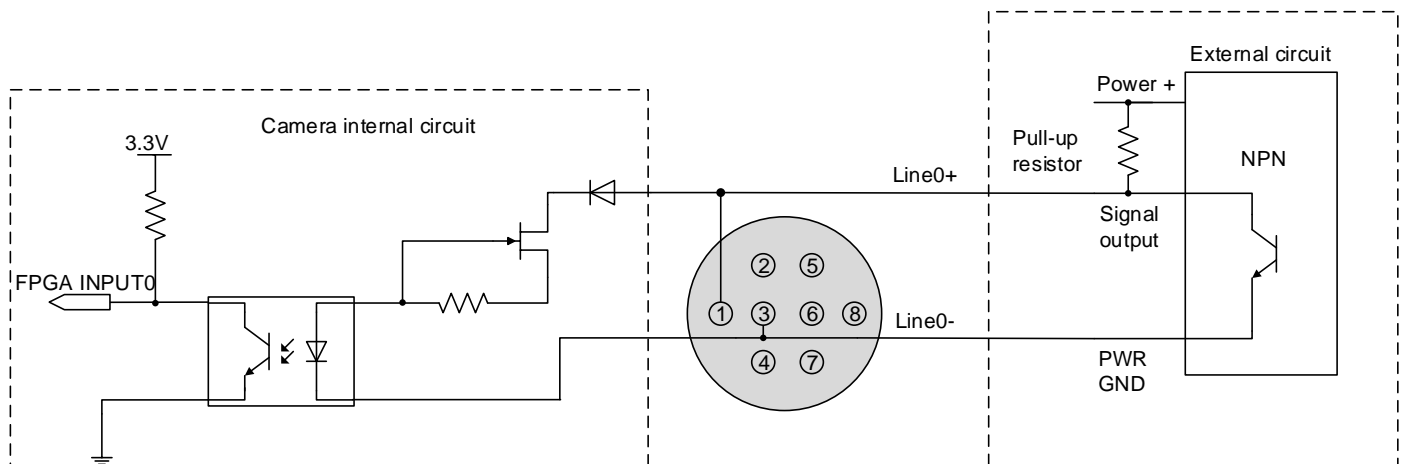 External circuit
Power +
Camera internal circuit
3.3V
Pull-up
resistor
NPN
Line0+
Signal
output
FPGA INPUT0
② ⑤
① ③ ⑥ ⑧
Line0-
④ ⑦
PWR
GND